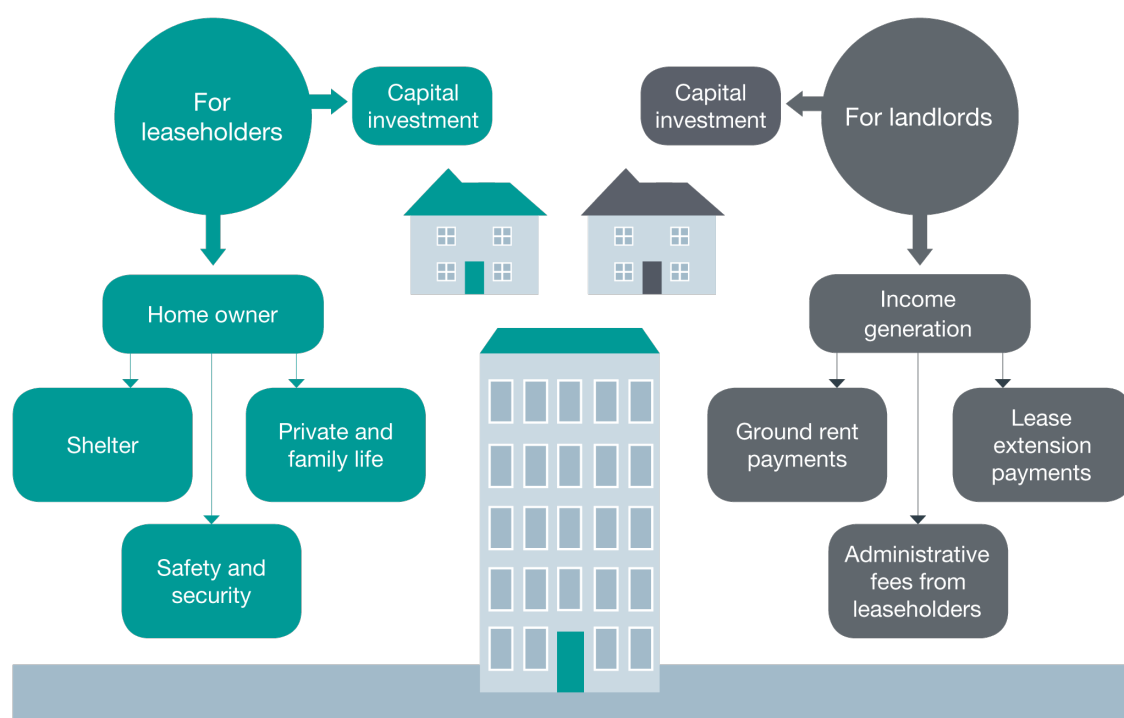 For
leaseholders
Capital
investment
Home owner
Shelter
Private and
family life
Safety and
security
Capital
investment
For landlords
Income
generation
Ground rent
payments
Lease
extension
payments
Administrative
fees from
leaseholders